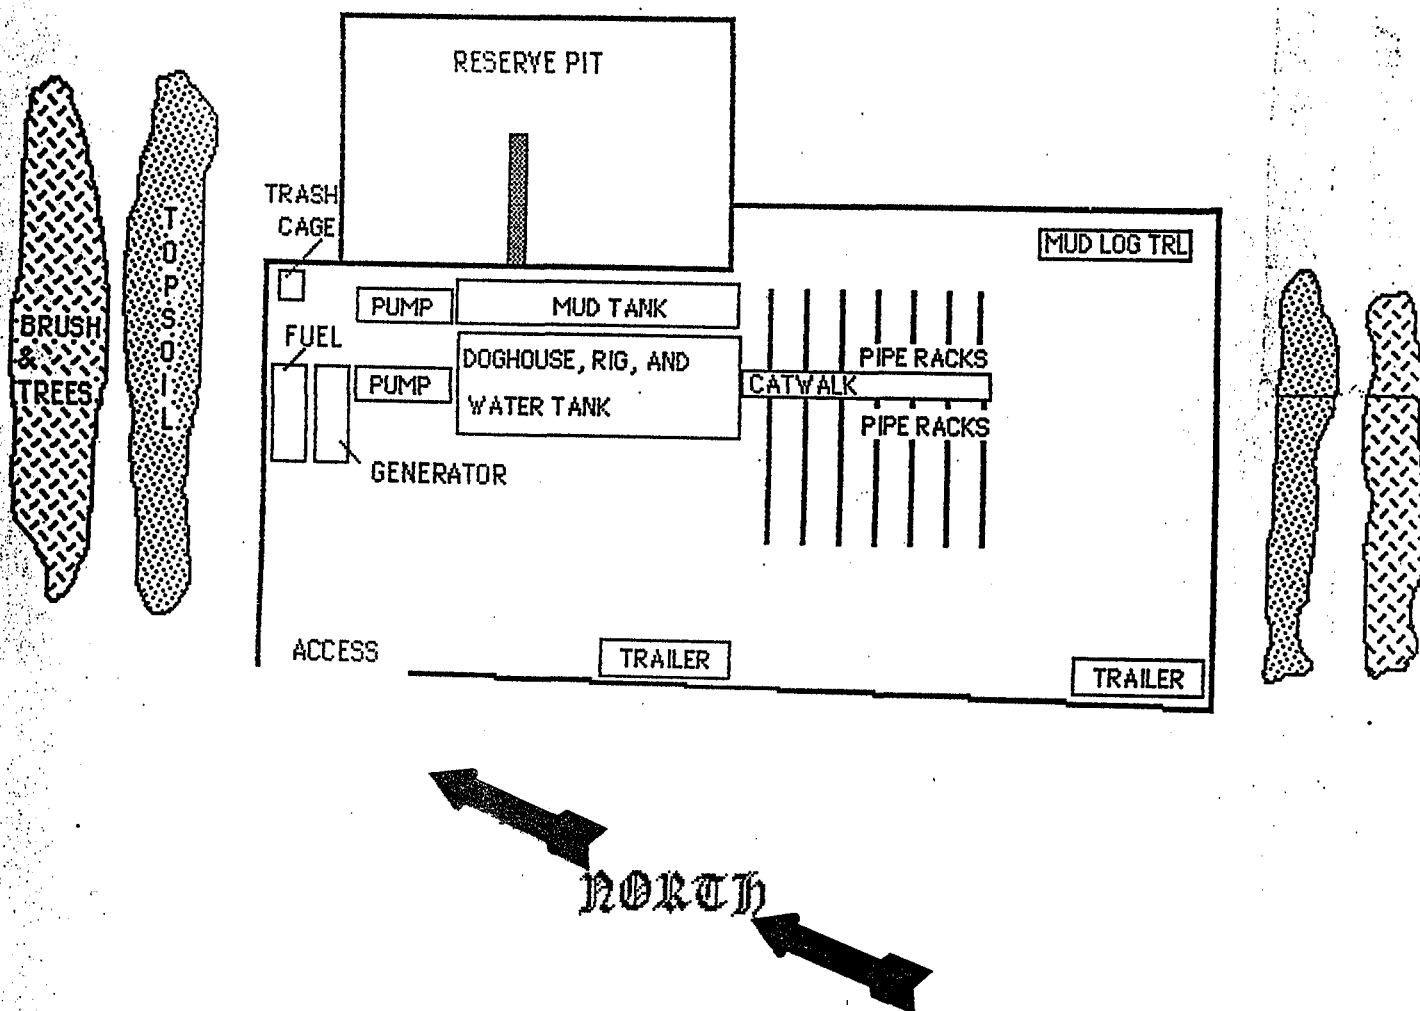 RESERVE PIT
TRASH
CAGE
MUD LOG TRL
TOPSOIL
BRUSH
&
TREES
PUMP
MUD TANK
FUEL
DOGHOUSE, RIG, AND
WATER TANK
PUMP
PIPE RACKS
CATWALK
PIPE RACKS
GENERATOR
ACCESS
TRAILER
TRAILER
NORTH